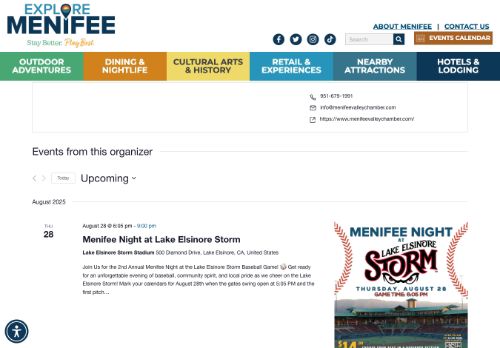 EXPLORE
MENIFEE
Stay Better. Play Best.
ABOUT MENIFEE | CONTACT US
Search
EVENTS CALENDAR
OUTDOOR ADVENTURES
DINING & NIGHTLIFE
CULTURAL ARTS & HISTORY
RETAIL & EXPERIENCES
NEARBY ATTRACTIONS
HOTELS & LODGING
951-679-1991
info@menifeevalleychamber.com
https://www.menifeevalleychamber.com/
Events from this organizer
Today
Upcoming
August 2025
THU
28
August 28 @ 6:05 pm - 9:00 pm
Menifee Night at Lake Elsinore Storm
Lake Elsinore Storm Stadium 500 Diamond Drive, Lake Elsinore, CA, United States
Join Us for the 2nd Annual Menifee Night at the Lake Elsinore Storm Baseball Game! ⚾ Get ready
for an unforgettable evening of baseball, community spirit, and local pride as we cheer on the Lake
Elsinore Storm! Mark your calendars for August 28th when the gates swing open at 5:05 PM and the
first pitch…
MENIFEE NIGHT
AT
LAKE ELSINORE
STORM
THURSDAY, AUGUST 28
GAME TIME: 6:05 PM